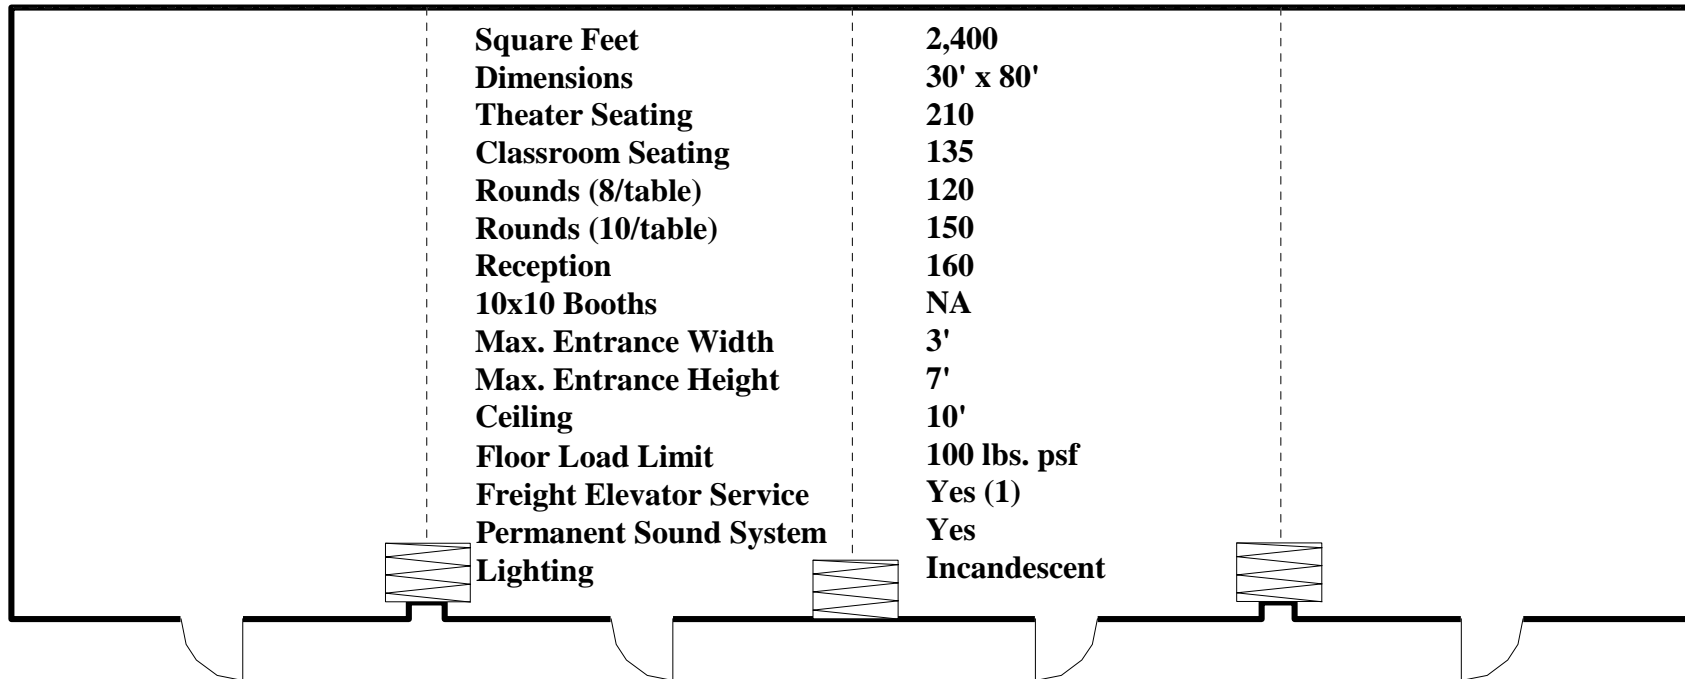 Square Feet 2,400
Dimensions 30' x 80'
Theater Seating 210
Classroom Seating 135
Rounds (8/table) 120
Rounds (10/table) 150
Reception 160
10x10 Booths NA
Max. Entrance Width 3'
Max. Entrance Height 7'
Ceiling 10'
Floor Load Limit 100 lbs. psf
Freight Elevator Service Yes (1)
Permanent Sound System Yes
Lighting Incandescent